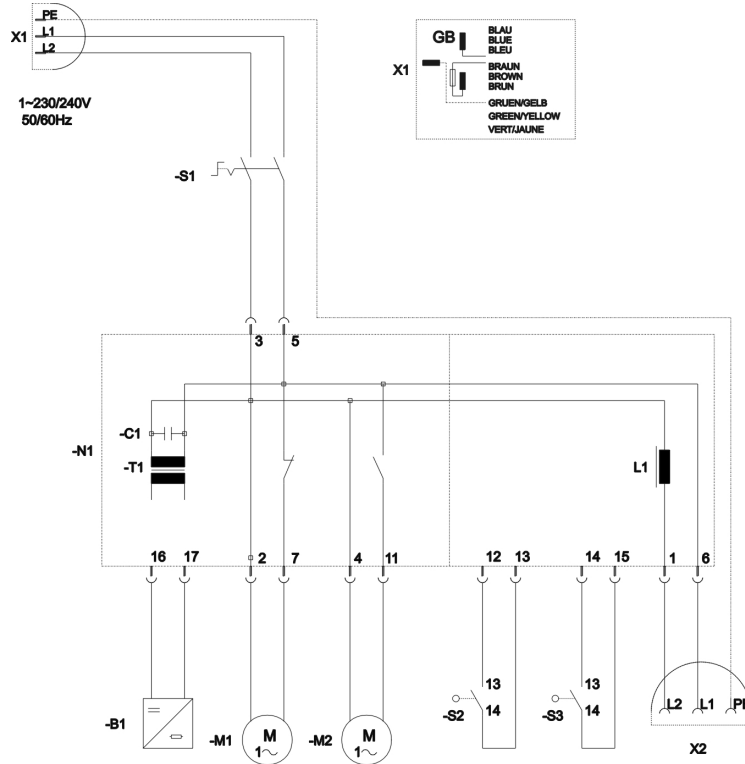 PE
L1
X1
L2
1~230/240V
50/60Hz
GB
BLAU
BLUE
BLEU
X1
BRAUN
BROWN
BRUN
GRUEN/GELB
GREEN/YELLOW
VERT/JAUNE
-S1
3 5
-C1
-N1
-T1
L1
16 17 2 7 4 11 12 13 14 15 1 6
13 13
-S2 14 -S3 14
L2 L1 PE
-B1
-M1 M 1~ -M2 M 1~
X2